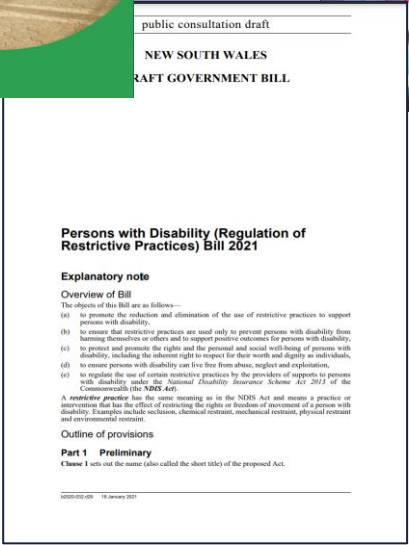 public consultation draft
NEW SOUTH WALES
RAFT GOVERNMENT BILL
Persons with Disability (Regulation of
Restrictive Practices) Bill 2021
Explanatory note
Overview of Bill
The objects of this Bill are as follows—
(a) to promote the reduction and elimination of the use of restrictive practices to support
persons with disability,
(b) to ensure that restrictive practices are used only to prevent persons with disability from
harming themselves or others and to support positive outcomes for persons with disability,
(c) to protect and promote the rights and the personal and social well-being of persons with
disability, including the inherent right to respect for their worth and dignity as individuals,
(d) to ensure persons with disability can live free from abuse, neglect and exploitation,
(e) to regulate the use of certain restrictive practices by the providers of supports to persons
with disability under the National Disability Insurance Scheme Act 2013 of the
Commonwealth (the NDIS Act).
A restrictive practice has the same meaning as in the NDIS Act and means a practice or
intervention that has the effect of restricting the rights or freedom of movement of a person with
disability. Examples include seclusion, chemical restraint, mechanical restraint, physical restraint
and environmental restraint.
Outline of provisions
Part 1 Preliminary
Clause 1 sets out the name (also called the short title) of the proposed Act.
b2020-032.d29 18 January 2021